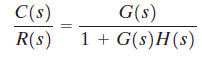 C(s)/R(s) = G(s)/(1 + G(s)H(s))